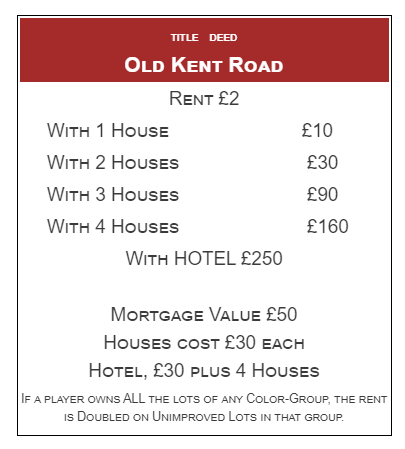 TITLE DEED
OLD KENT ROAD
RENT £2
WITH 1 HOUSE £10
WITH 2 HOUSES £30
WITH 3 HOUSES £90
WITH 4 HOUSES £160
WITH HOTEL £250
MORTGAGE VALUE £50
HOUSES COST £30 EACH
HOTEL, £30 PLUS 4 HOUSES
IF A PLAYER OWNS ALL THE LOTS OF ANY COLOR-GROUP, THE RENT
IS DOUBLED ON UNIMPROVED LOTS IN THAT GROUP.